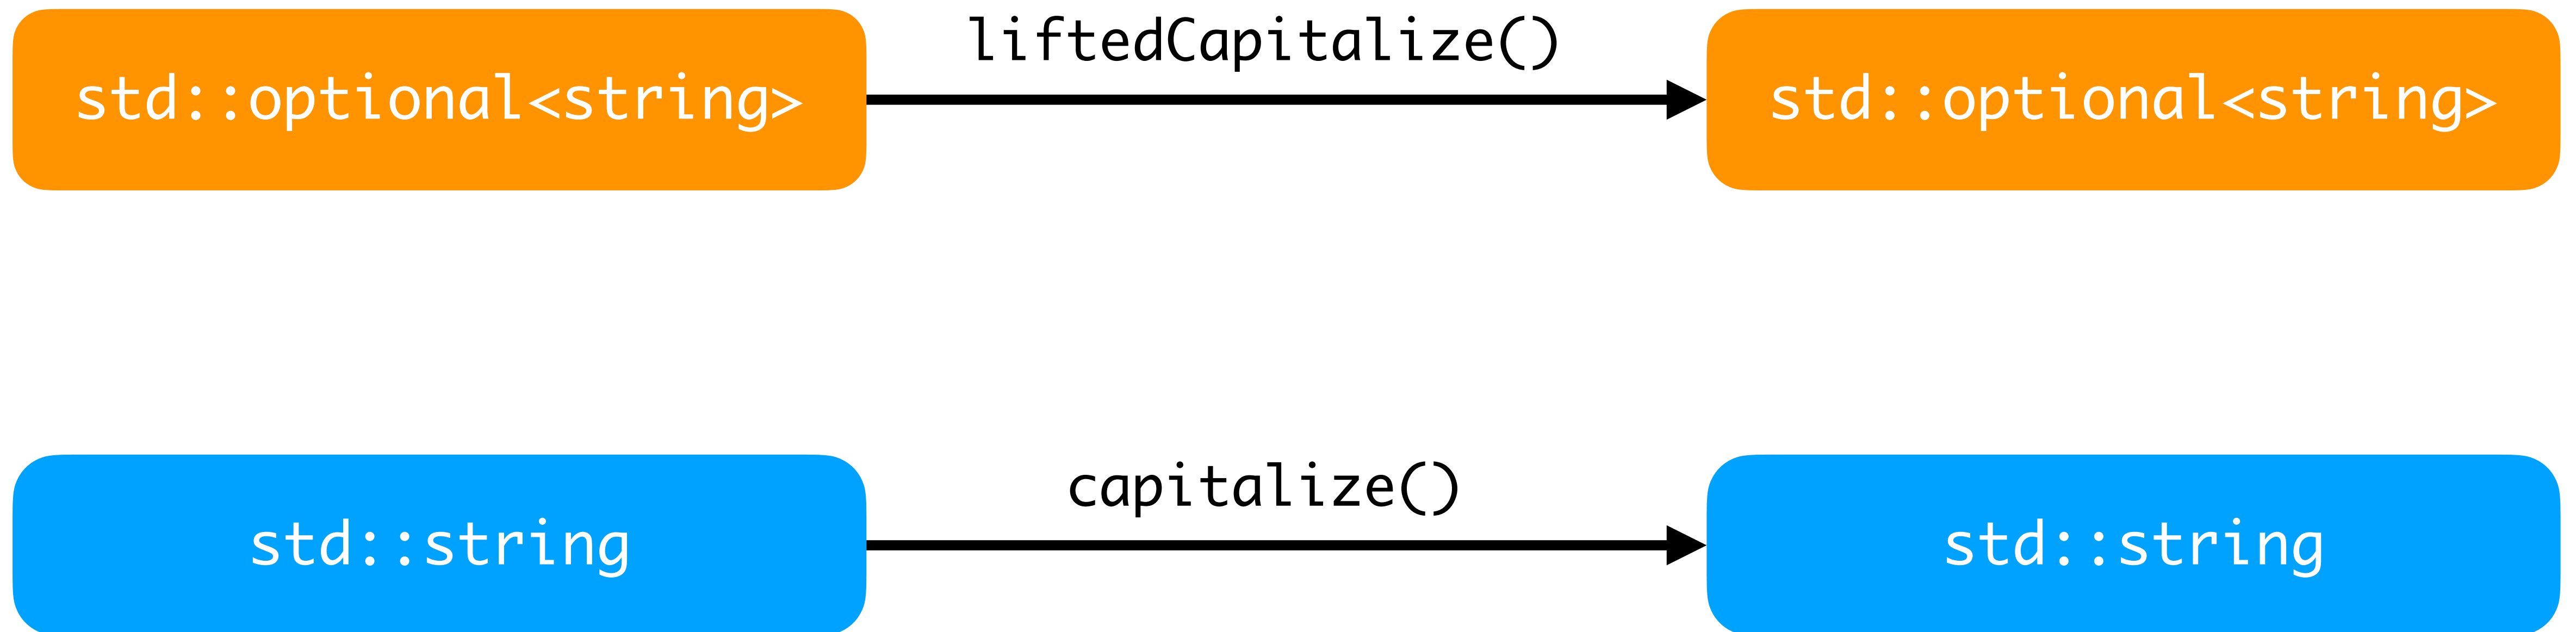 liftedCapitalize()
std::optional<string>
std::optional<string>
capitalize()
std::string
std::string